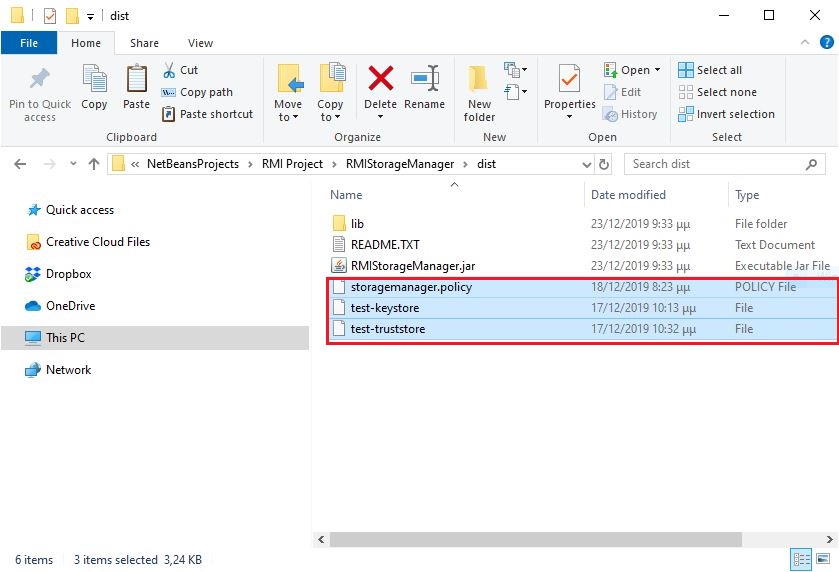 dist
File Home Share View
Pin to Quick access
Copy
Paste
Cut
Copy path
Paste shortcut
Clipboard
Move to
Copy to
Delete
Rename
Organize
New folder
New
Properties
Open
Edit
History
Open
Select all
Select none
Invert selection
Select
« NetBeansProjects > RMI Project > RMIStorageManager > dist
Search dist
Quick access
Creative Cloud Files
Dropbox
OneDrive
This PC
Network
Name Date modified Type
lib 23/12/2019 9:33 μμ File folder
README.TXT 23/12/2019 9:33 μμ Text Document
RMIStorageManager.jar 23/12/2019 9:33 μμ Executable Jar File
storagemanager.policy 18/12/2019 8:23 μμ POLICY File
test-keystore 17/12/2019 10:13 μμ File
test-truststore 17/12/2019 10:32 μμ File
6 items 3 items selected 3,24 KB